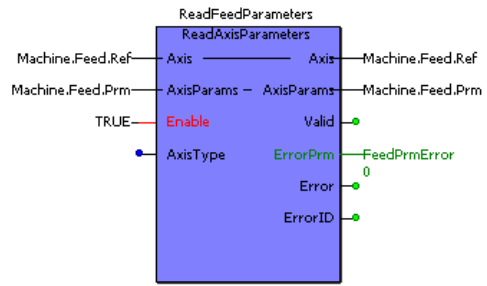 ReadFeedParameters
ReadAxisParameters
Machine.Feed.Ref Axis Axis Machine.Feed.Ref
Machine.Feed.Prm AxisParams AxisParams Machine.Feed.Prm
TRUE Enable Valid
AxisType ErrorPrm FeedPrmError
0
Error
ErrorID